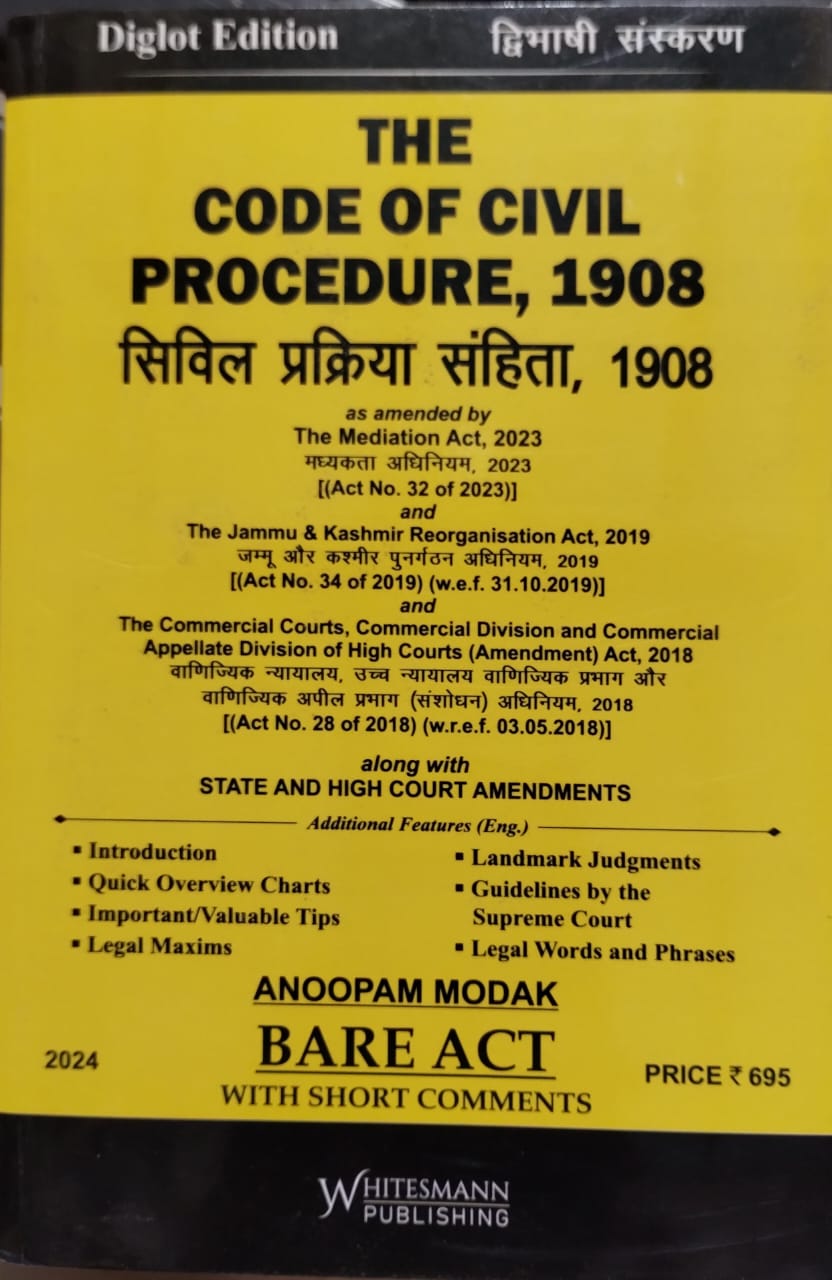 Diglot Edition द्विभाषी संस्करण
THE
CODE OF CIVIL
PROCEDURE, 1908
सिविल प्रक्रिया संहिता, 1908
as amended by
The Mediation Act, 2023
मध्यकता अधिनियम, 2023
[(Act No. 32 of 2023)]
and
The Jammu & Kashmir Reorganisation Act, 2019
जम्मू और कश्मीर पुनर्गठन अधिनियम, 2019
[(Act No. 34 of 2019) (w.e.f. 31.10.2019)]
and
The Commercial Courts, Commercial Division and Commercial
Appellate Division of High Courts (Amendment) Act, 2018
वाणिज्यिक न्यायालय, उच्च न्यायालय वाणिज्यिक प्रभाग और
वाणिज्यिक अपील प्रभाग (संशोधन) अधिनियम, 2018
[(Act No. 28 of 2018) (w.r.e.f. 03.05.2018)]
along with
STATE AND HIGH COURT AMENDMENTS
Additional Features (Eng.)
▪ Introduction
▪ Quick Overview Charts
▪ Important/Valuable Tips
▪ Legal Maxims
▪ Landmark Judgments
▪ Guidelines by the
Supreme Court
▪ Legal Words and Phrases
ANOOPAM MODAK
BARE ACT
WITH SHORT COMMENTS
2024
PRICE ₹ 695
WHITESMANN
PUBLISHING